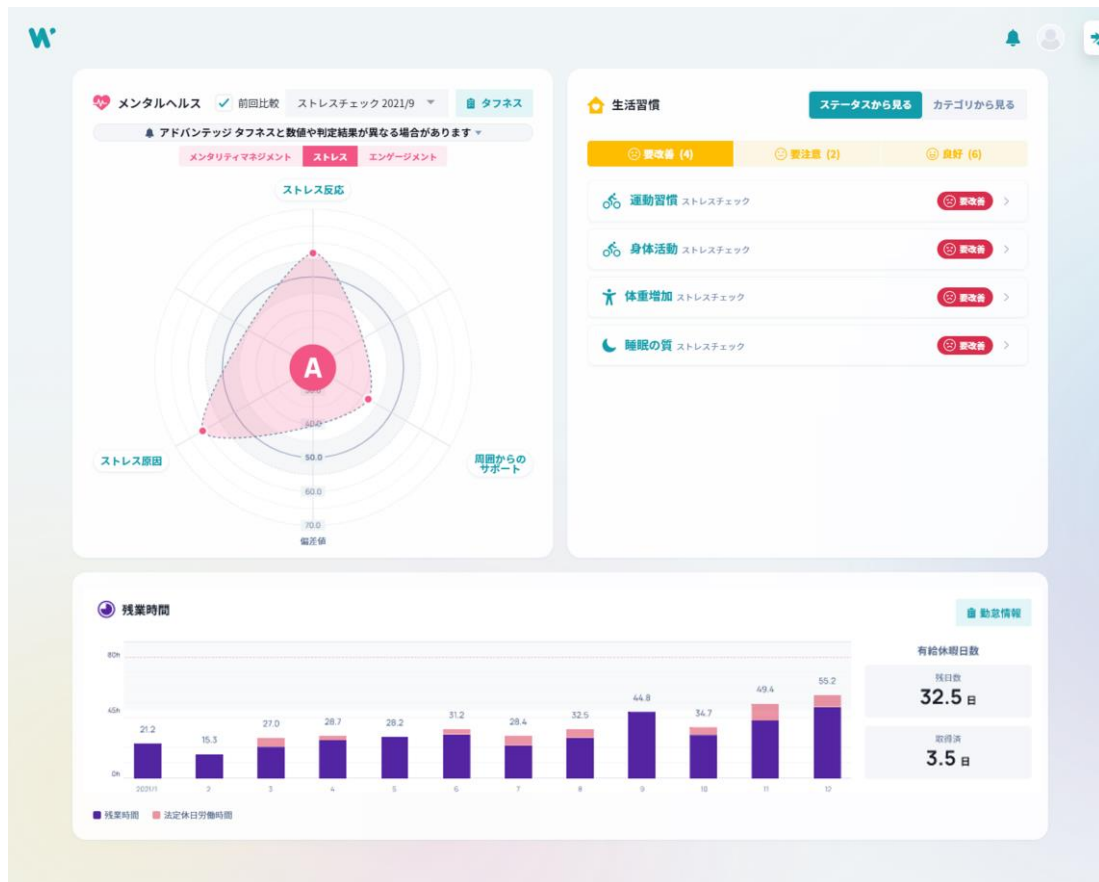 W
メンタルヘルス 前回比較 ストレスチェック 2021/9 タフネス
アドバンテッジ タフネスと数値や判定結果が異なる場合があります
メンタリティマネジメント ストレス エンゲージメント
ストレス反応
A
40.0
ストレス原因
50.0
周囲からの
サポート
60.0
70.0
偏差値
生活習慣 ステータスから見る カテゴリから見る
要改善 (4) 要注意 (2) 良好 (6)
運動習慣 ストレスチェック 要改善
身体活動 ストレスチェック 要改善
体重増加 ストレスチェック 要改善
睡眠の質 ストレスチェック 要改善
残業時間 勤怠情報
80h
45h
0h
21.2 15.3 27.0 28.7 28.2 31.2 28.4 32.5 44.8 34.7 49.4 55.2
2021/1 2 3 4 5 6 7 8 9 10 11 12
残業時間 法定休日労働時間
有給休暇日数
残日数
32.5 日
取得済
3.5 日